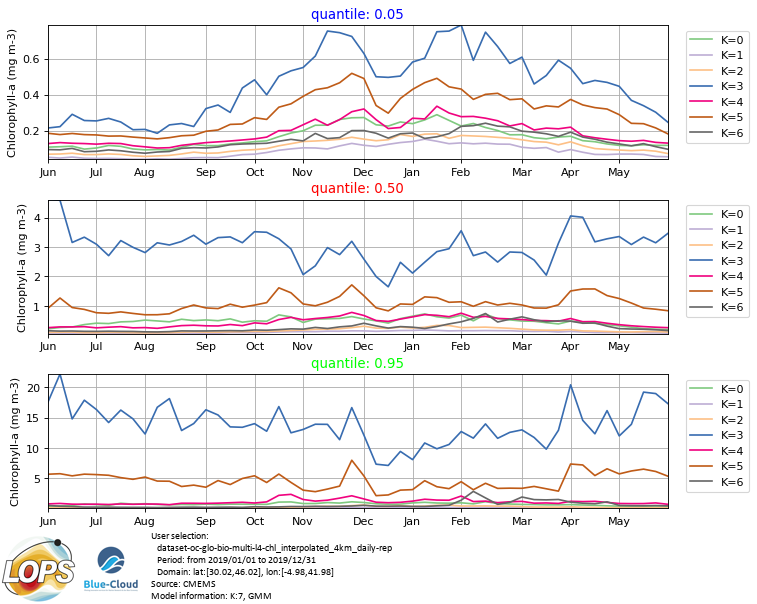 quantile: 0.05
Chlorophyll-a (mg m-3)
0.6
0.4
0.2
Jun Jul Aug Sep Oct Nov Dec Jan Feb Mar Apr May
K=0
K=1
K=2
K=3
K=4
K=5
K=6
quantile: 0.50
Chlorophyll-a (mg m-3)
4
3
2
1
Jun Jul Aug Sep Oct Nov Dec Jan Feb Mar Apr May
K=0
K=1
K=2
K=3
K=4
K=5
K=6
quantile: 0.95
Chlorophyll-a (mg m-3)
20
15
10
5
Jun Jul Aug Sep Oct Nov Dec Jan Feb Mar Apr May
K=0
K=1
K=2
K=3
K=4
K=5
K=6
LOPS
Blue-Cloud
User selection:
dataset-oc-glo-bio-multi-l4-chl_interpolated_4km_daily-rep
Period: from 2019/01/01 to 2019/12/31
Domain: lat:[30.02,46.02], lon:[-4.98,41.98]
Source: CMEMS
Model information: K:7, GMM